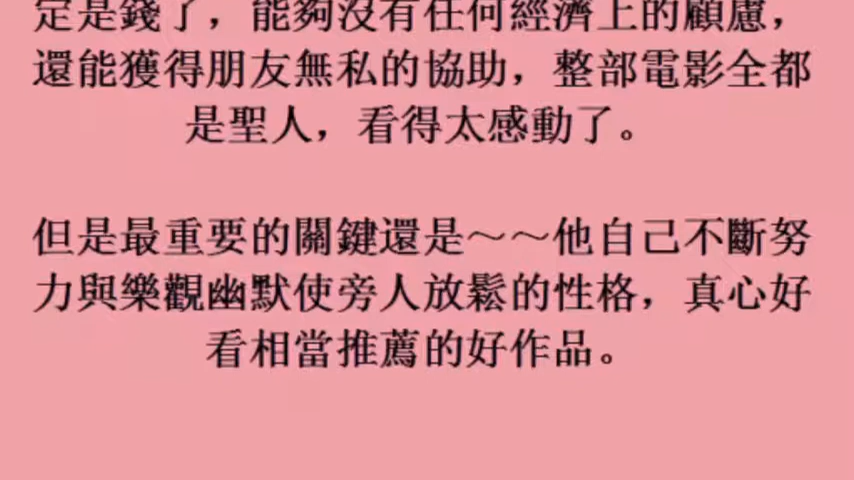 定是錢了，能夠沒有任何經濟上的顧慮，
還能獲得朋友無私的協助，整部電影全都
是聖人，看得太感動了。
但是最重要的關鍵還是～～他自己不斷努
力與樂觀幽默使旁人放鬆的性格，真心好
看相當推薦的好作品。